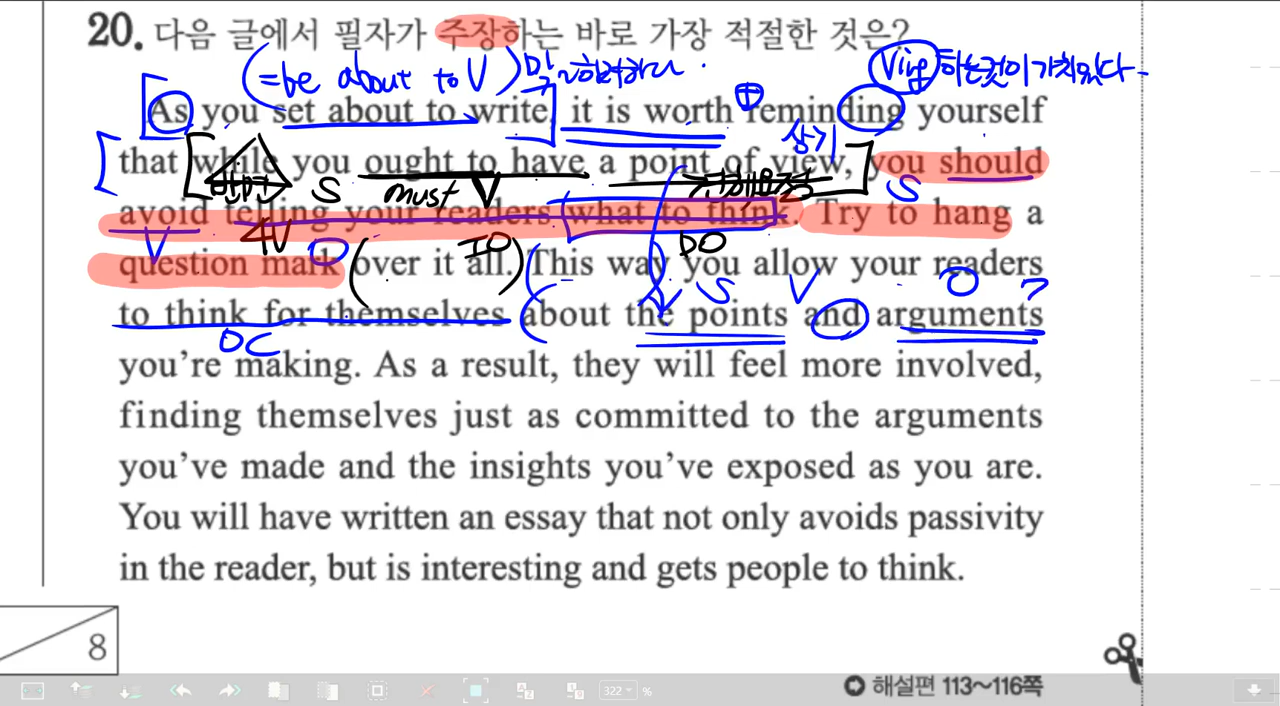 20. 다음 글에서 필자가 주장하는 바로 가장 적절한 것은?
(=be about to V) 막 ~하려하다.
Ving 하는것이 가치있다
As you set about to write, it is worth reminding yourself
상기
that while you ought to have a point of view, you should
S must V S
avoid telling your readers what to think. Try to hang a
V 4V O IO DO
question mark over it all. This way you allow your readers
S V O
to think for themselves about the points and arguments
OC
you're making. As a result, they will feel more involved,
finding themselves just as committed to the arguments
you've made and the insights you've exposed as you are.
You will have written an essay that not only avoids passivity
in the reader, but is interesting and gets people to think.
8
해설편 113~116쪽
322 %